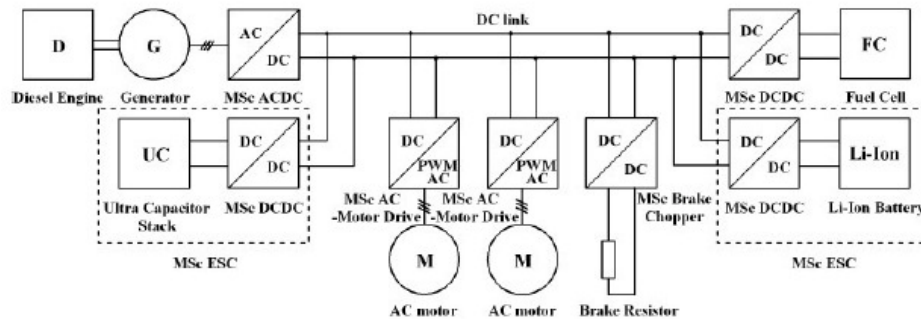 DC link
D
G
AC
DC
DC
DC
FC
Diesel Engine
Generator
MSc ACDC
MSc DCDC
Fuel Cell
UC
DC
DC
DC
PWM
AC
DC
PWM
AC
DC
DC
DC
DC
Li-Ion
Ultra Capacitor
Stack
MSc DCDC
MSc AC
-Motor Drive
MSc AC
-Motor Drive
MSc Brake
Chopper
MSc DCDC
Li-Ion Battery
MSc ESC
M
M
MSc ESC
AC motor
AC motor
Brake Resistor